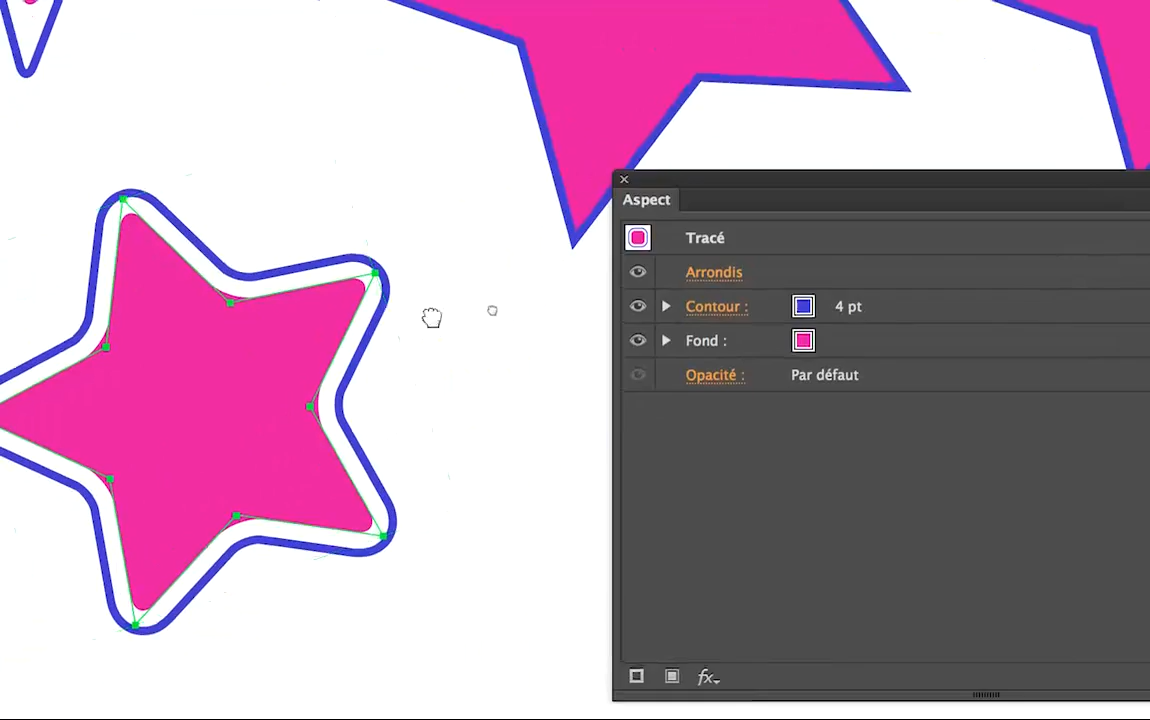 Aspect
Tracé
Arrondis
Contour : 4 pt
Fond :
Opacité : Par défaut
fx